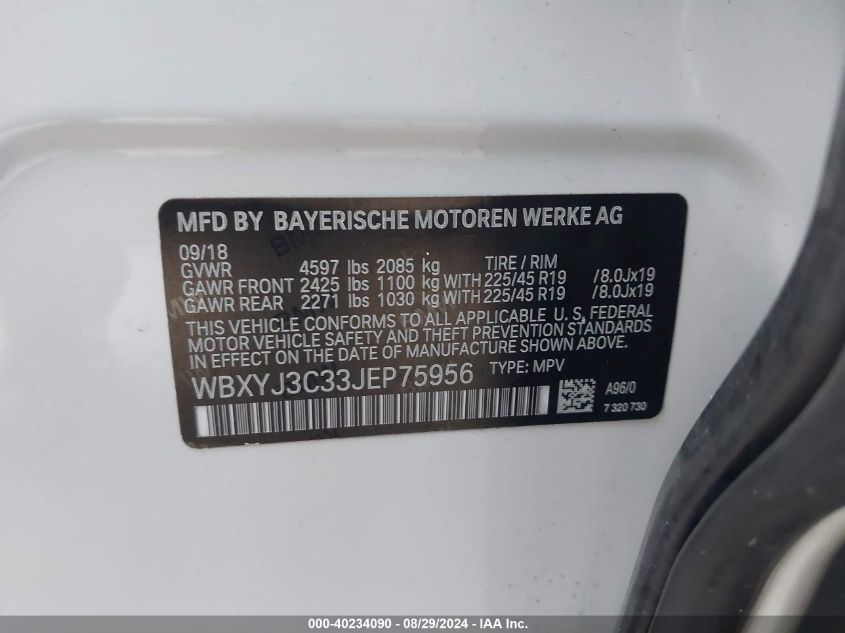 MFD BY BAYERISCHE MOTOREN WERKE AG
09/18
GVWR 4597 lbs 2085 kg TIRE / RIM
GAWR FRONT 2425 lbs 1100 kg WITH 225/45 R19 /8.0Jx19
GAWR REAR 2271 lbs 1030 kg WITH 225/45 R19 /8.0Jx19
THIS VEHICLE CONFORMS TO ALL APPLICABLE U.S. FEDERAL
MOTOR VEHICLE SAFETY AND THEFT PREVENTION STANDARDS
IN EFFECT ON THE DATE OF MANUFACTURE SHOWN ABOVE.
WBXYJ3C33JEP75956 TYPE: MPV
A96/0
7 320 730
000-40234090 - 08/29/2024 - IAA Inc.